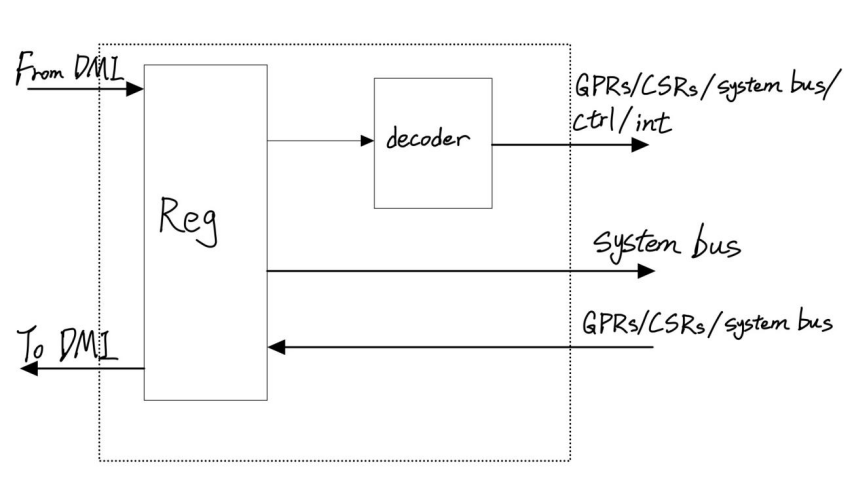 From DMI
GPRs/CSRs/system bus/
ctrl/int
decoder
Reg
system bus
GPRs/CSRs/system bus
To DMI